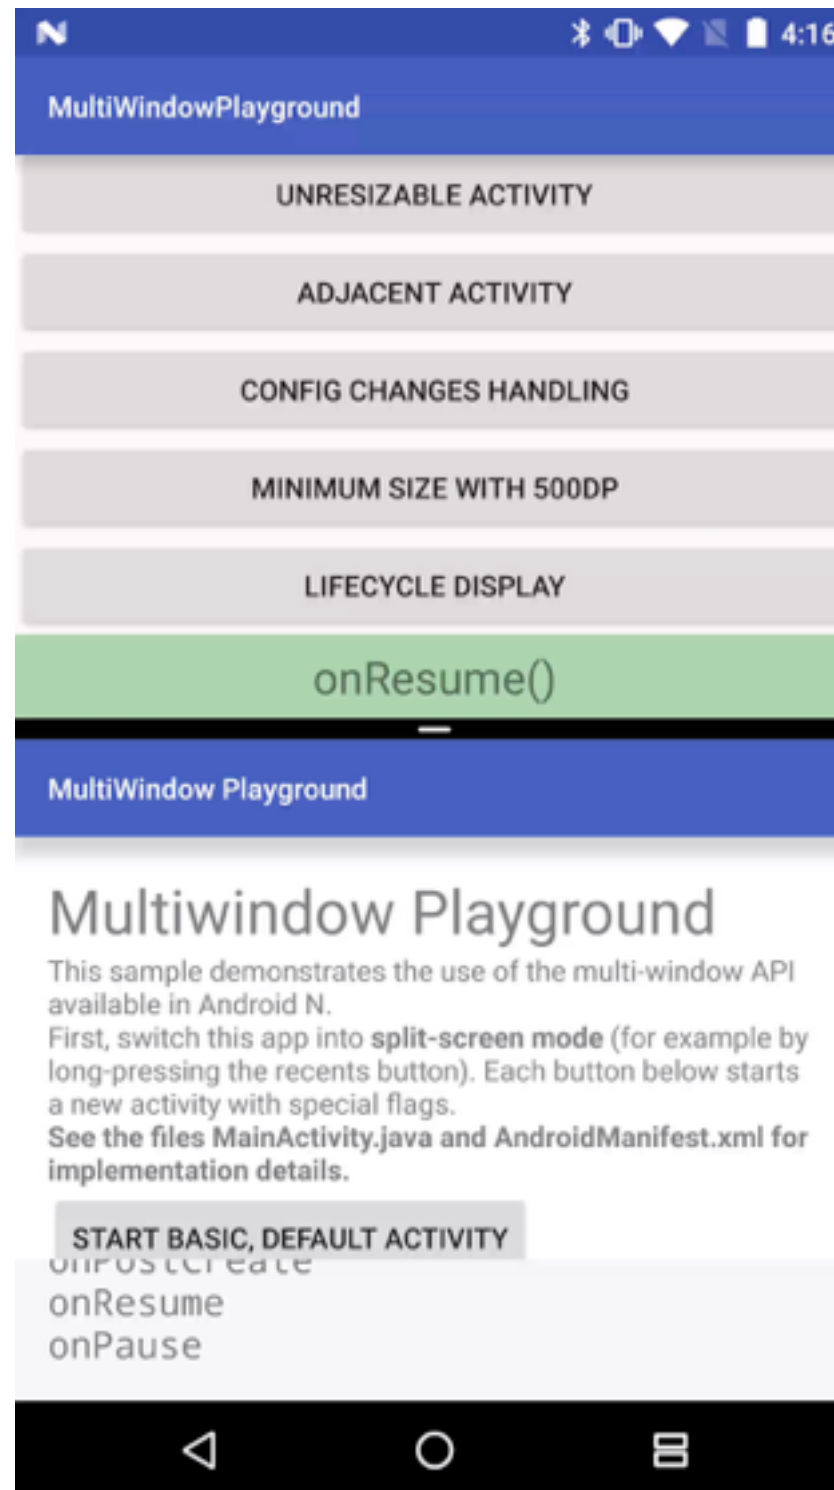 4:16
MultiWindowPlayground
UNRESIZABLE ACTIVITY
ADJACENT ACTIVITY
CONFIG CHANGES HANDLING
MINIMUM SIZE WITH 500DP
LIFECYCLE DISPLAY
onResume()
MultiWindow Playground
Multiwindow Playground
This sample demonstrates the use of the multi-window API
available in Android N.
First, switch this app into split-screen mode (for example by
long-pressing the recents button). Each button below starts
a new activity with special flags.
See the files MainActivity.java and AndroidManifest.xml for
implementation details.
START BASIC, DEFAULT ACTIVITY
onPostCreate
onResume
onPause